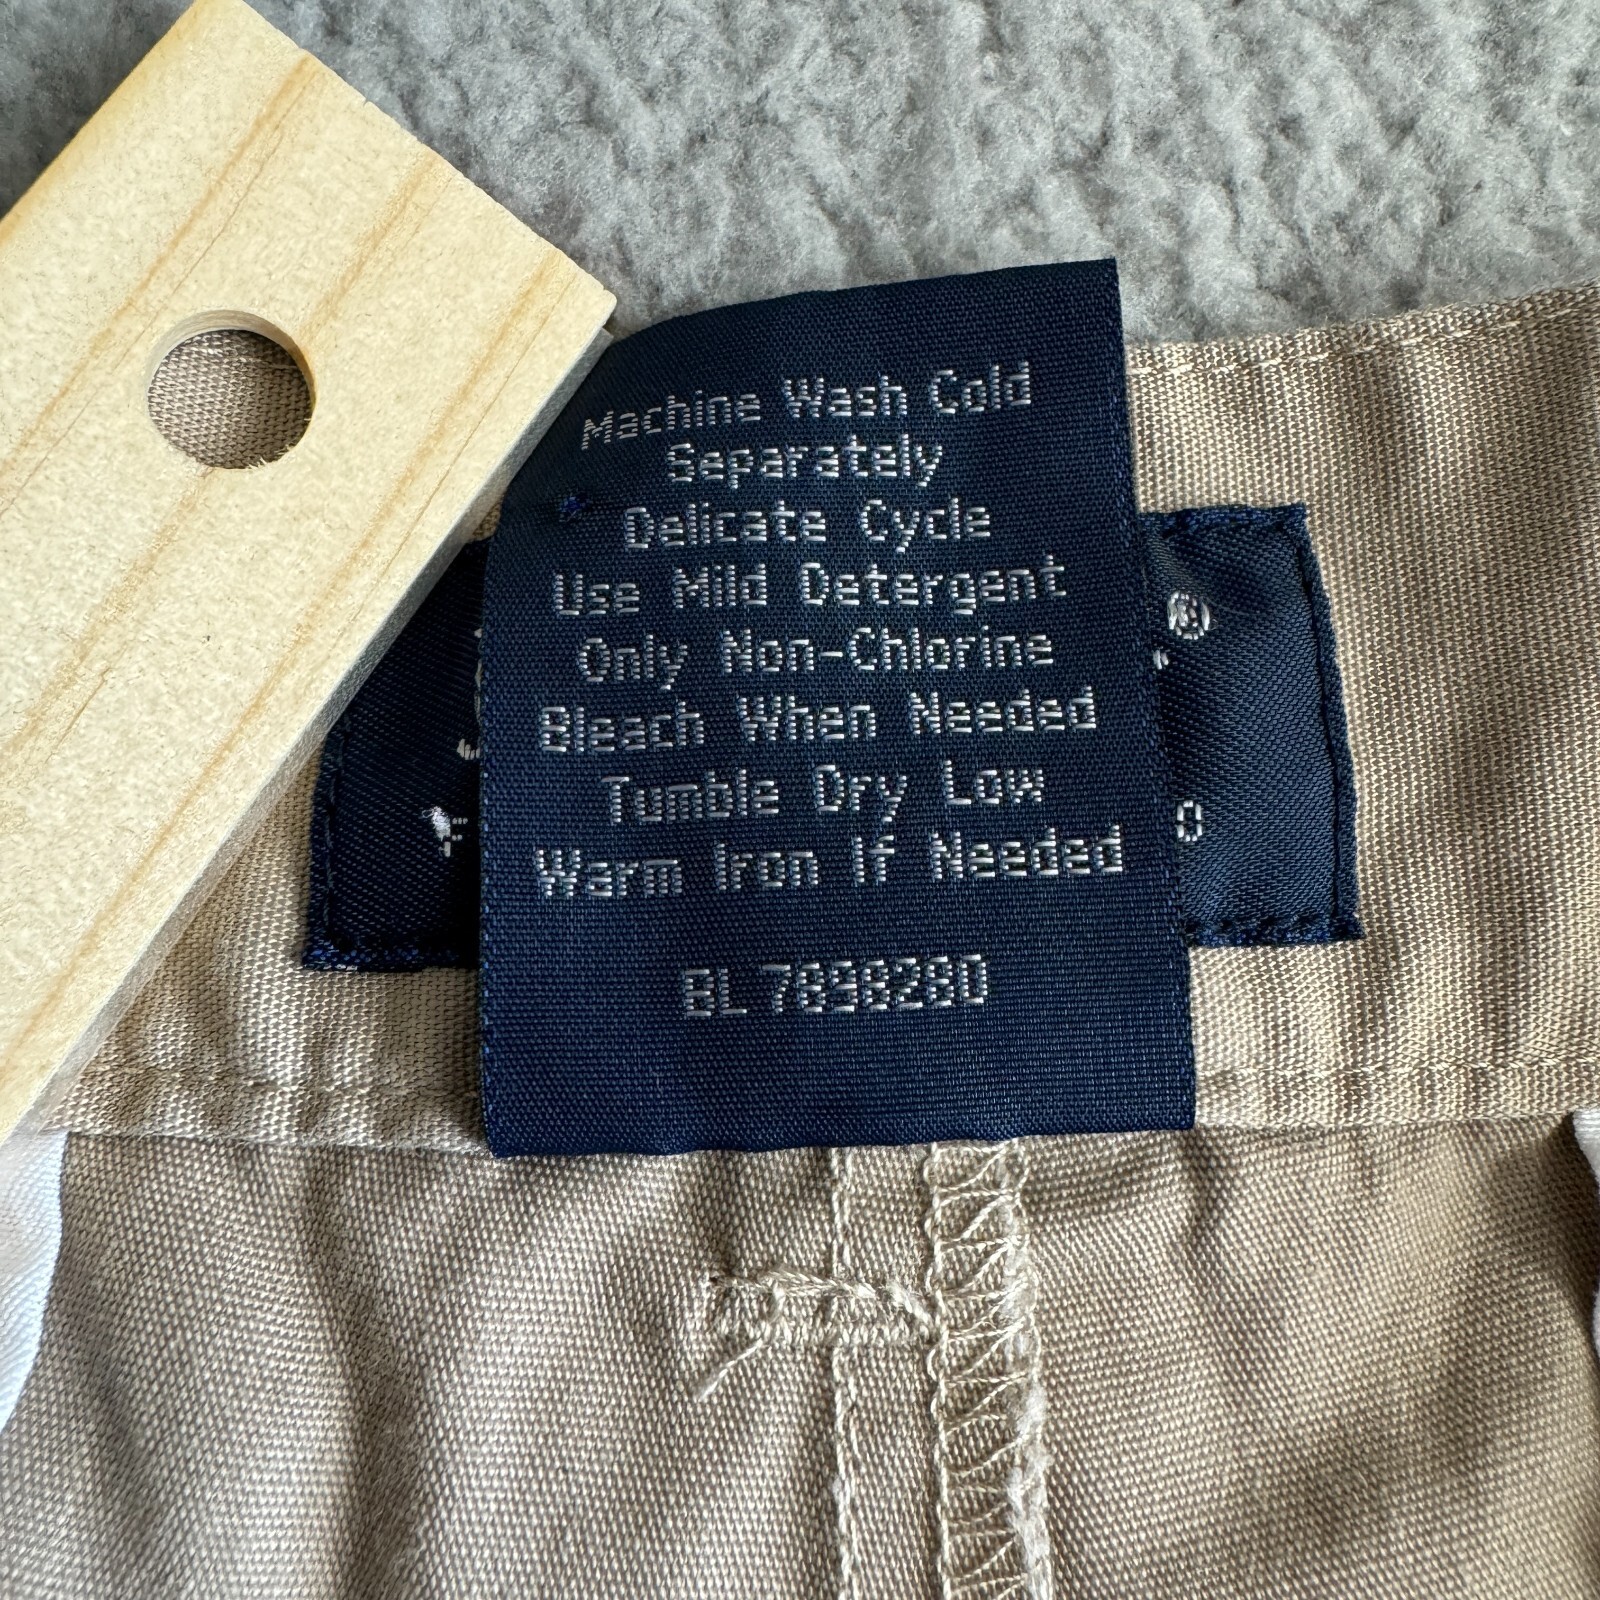 Machine Wash Cold
Separately
Delicate Cycle
Use Mild Detergent
Only Non-Chlorine
Bleach When Needed
Tumble Dry Low
Warm Iron If Needed
BL 7898280
®